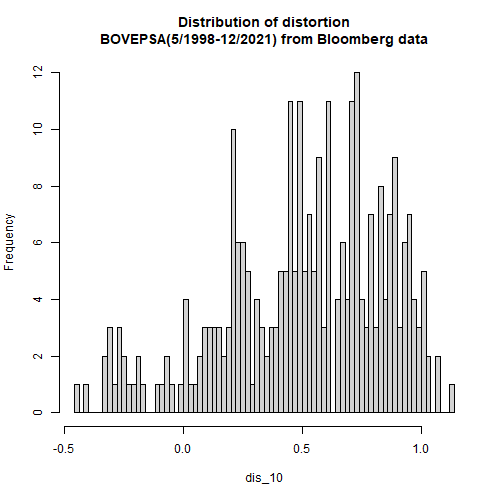 Distribution of distortion
BOVEPSA(5/1998-12/2021) from Bloomberg data
Frequency
12
10
8
6
4
2
0
-0.5 0.0 0.5 1.0
dis_10